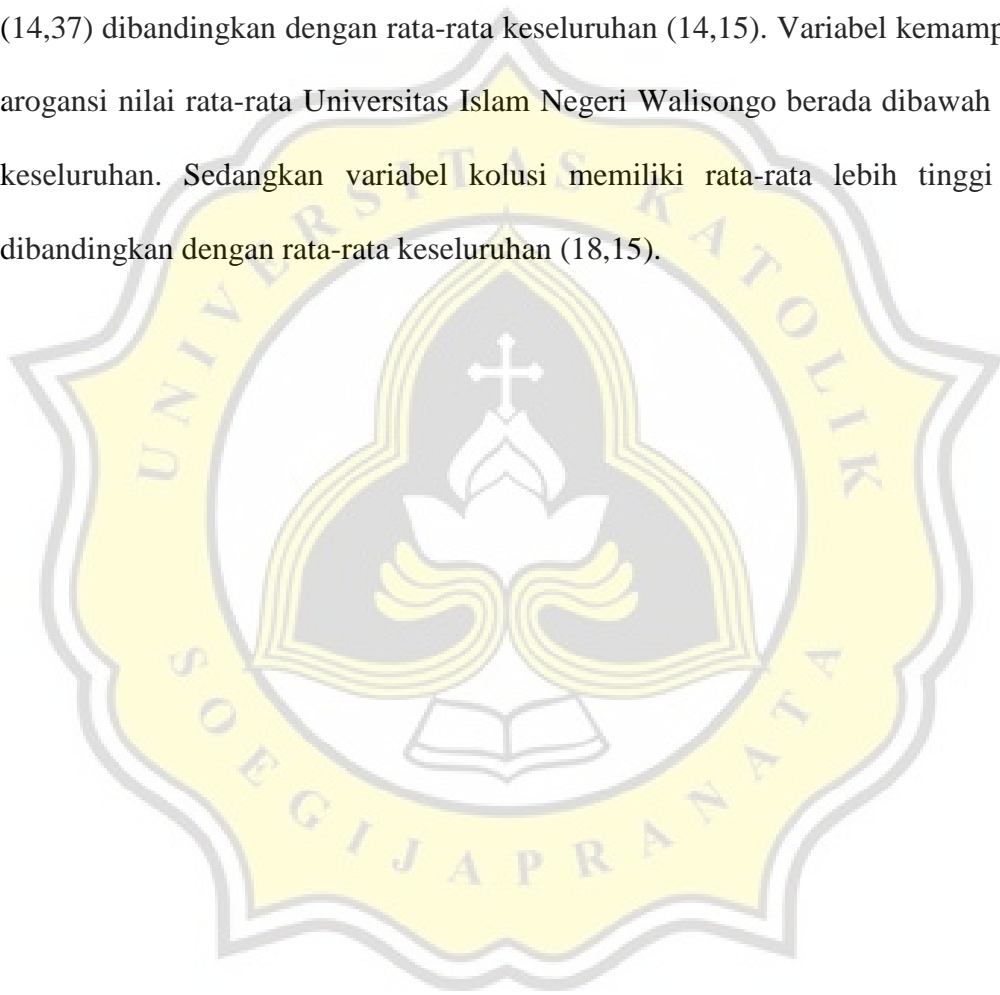 (14,37) dibandingkan dengan rata-rata keseluruhan (14,15). Variabel
arogansi nilai rata-rata Universitas Islam Negeri Walisongo berada dibawah
keseluruhan. Sedangkan variabel kolusi memiliki rata-rata lebih tinggi
dibandingkan dengan rata-rata keseluruhan (18,15).
UNIVERSITAS KATOLIK
SOEGIJAPRANATA